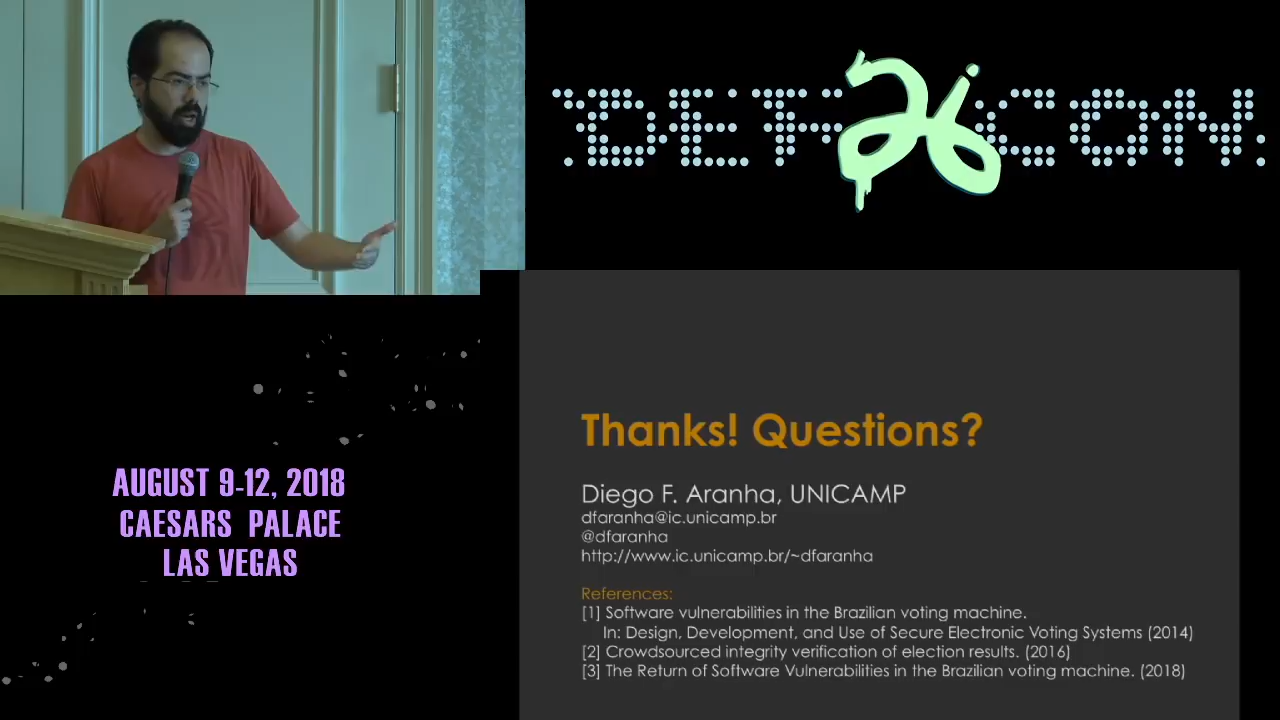 DEF 26 CON
AUGUST 9-12, 2018
CAESARS PALACE
LAS VEGAS
Thanks! Questions?
Diego F. Aranha, UNICAMP
dfaranha@ic.unicamp.br
@dfaranha
http://www.ic.unicamp.br/~dfaranha
References:
[1] Software vulnerabilities in the Brazilian voting machine.
In: Design, Development, and Use of Secure Electronic Voting Systems (2014)
[2] Crowdsourced integrity verification of election results. (2016)
[3] The Return of Software Vulnerabilities in the Brazilian voting machine. (2018)